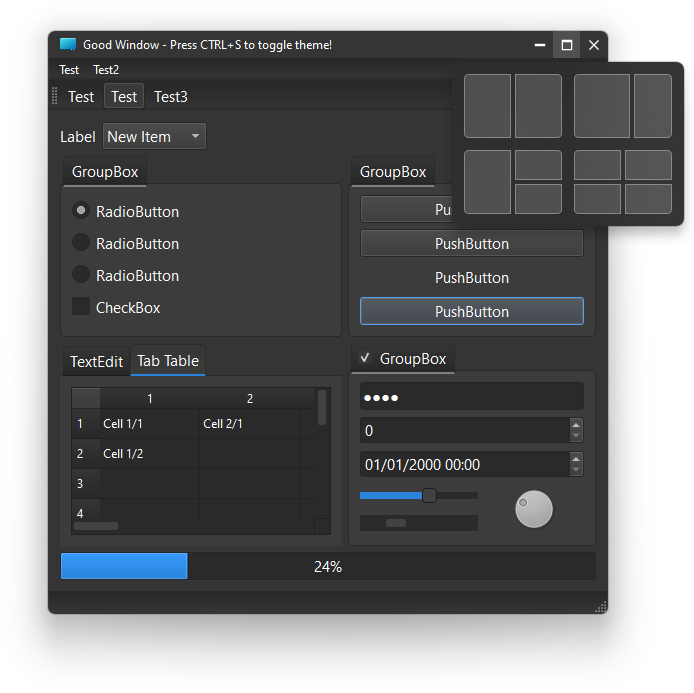 Good Window - Press CTRL+S to toggle theme!
Test Test2
Test Test Test3
Label New Item
GroupBox
RadioButton
RadioButton
RadioButton
CheckBox
GroupBox
Pu
PushButton
PushButton
PushButton
TextEdit Tab Table
1 2
1 Cell 1/1 Cell 2/1
2 Cell 1/2
3
4
GroupBox
0
01/01/2000 00:00
24%